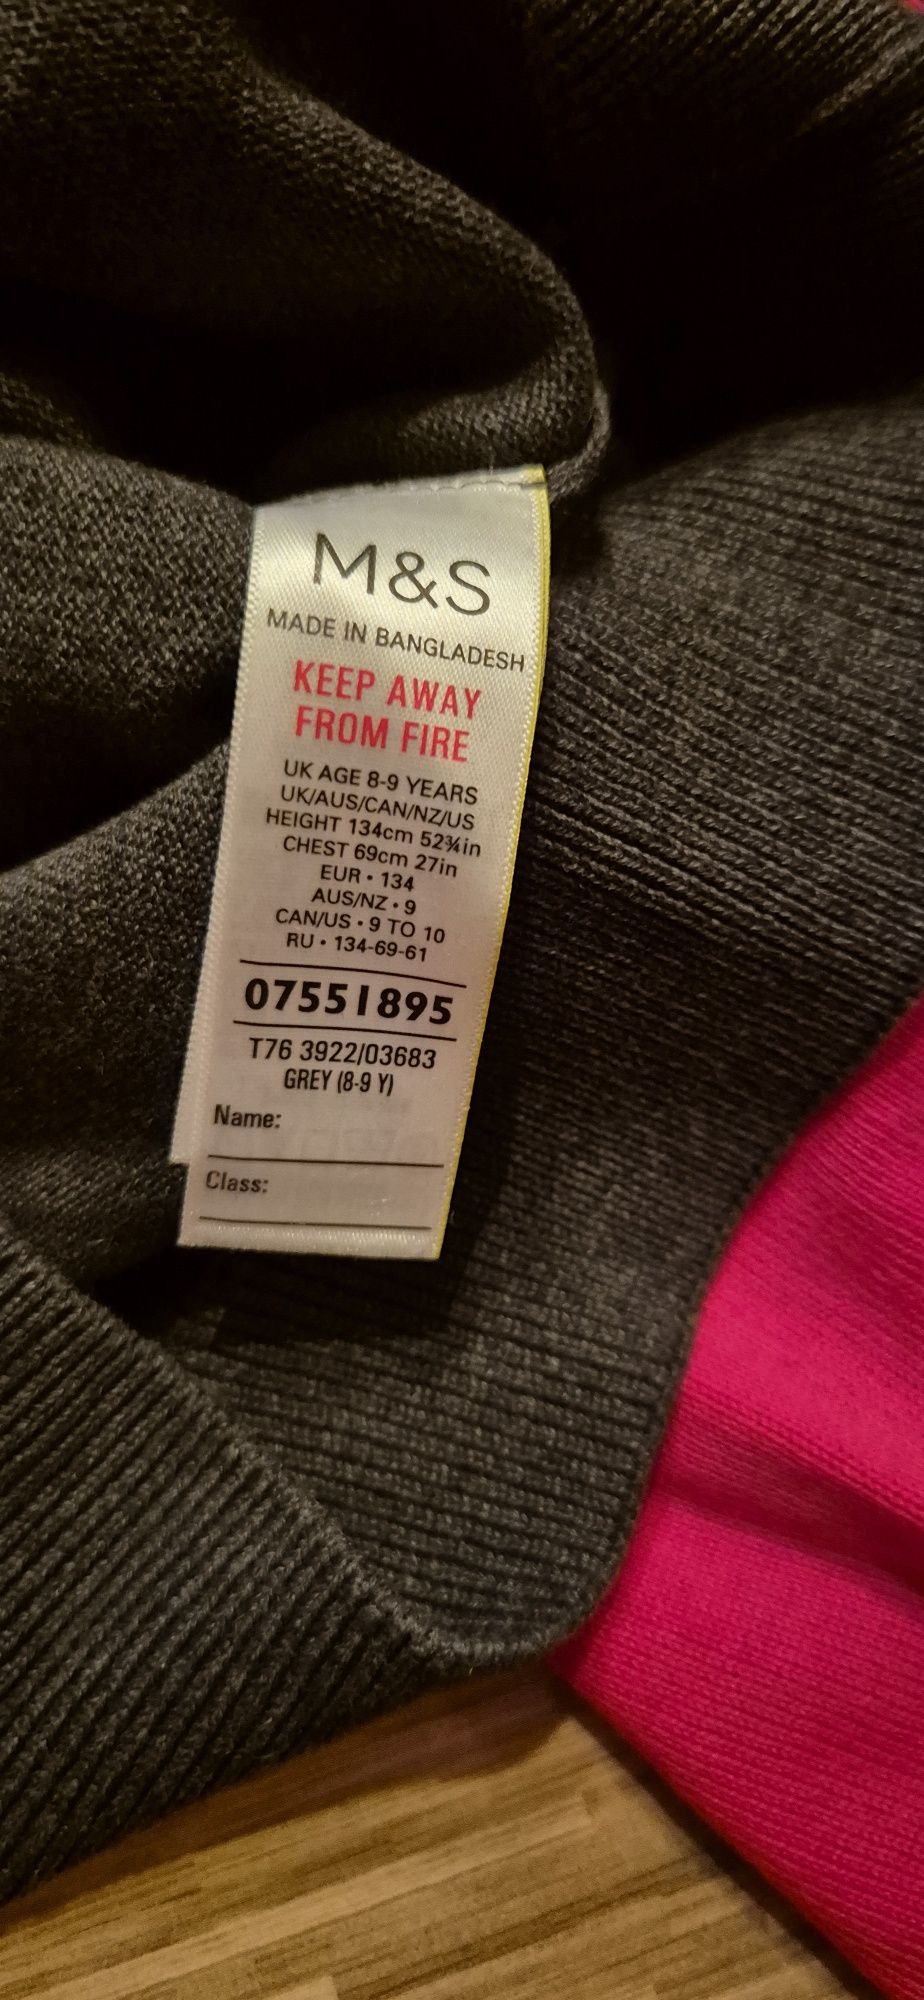 M&S
MADE IN BANGLADESH
KEEP AWAY
FROM FIRE
UK AGE 8-9 YEARS
UK/AUS/CAN/NZ/US
HEIGHT 134cm 52¾in
CHEST 69cm 27in
EUR • 134
AUS/NZ • 9
CAN/US • 9 TO 10
RU • 134-69-61
07551895
T76 3922/03683
GREY (8-9 Y)
Name:
Class: